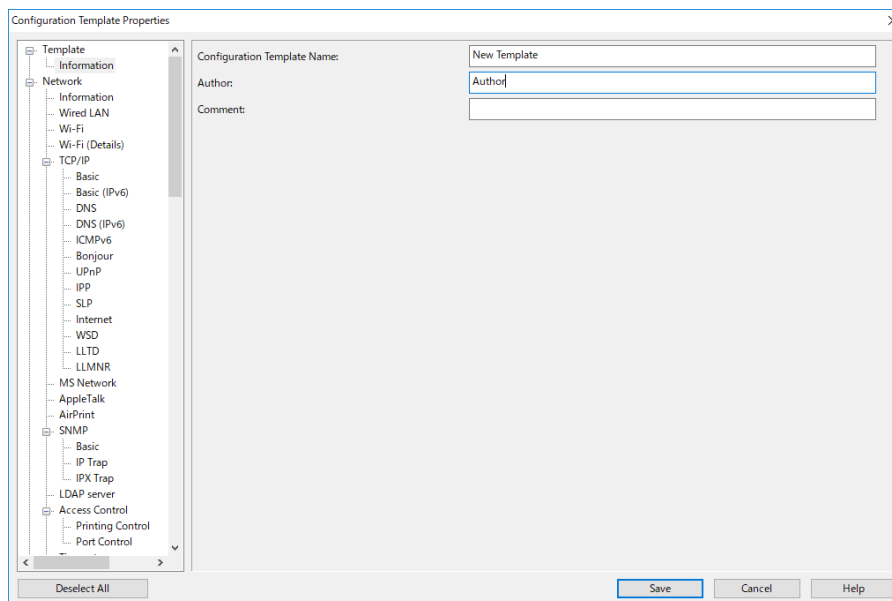 Configuration Template Properties
Template
Information
Network
Information
Wired LAN
Wi-Fi
Wi-Fi (Details)
TCP/IP
Basic
Basic (IPv6)
DNS
DNS (IPv6)
ICMPv6
Bonjour
UPnP
IPP
SLP
Internet
WSD
LLTD
LLMNR
MS Network
AppleTalk
AirPrint
SNMP
Basic
IP Trap
IPX Trap
LDAP server
Access Control
Printing Control
Port Control
Configuration Template Name: New Template
Author: Author
Comment:
Deselect All Save Cancel Help